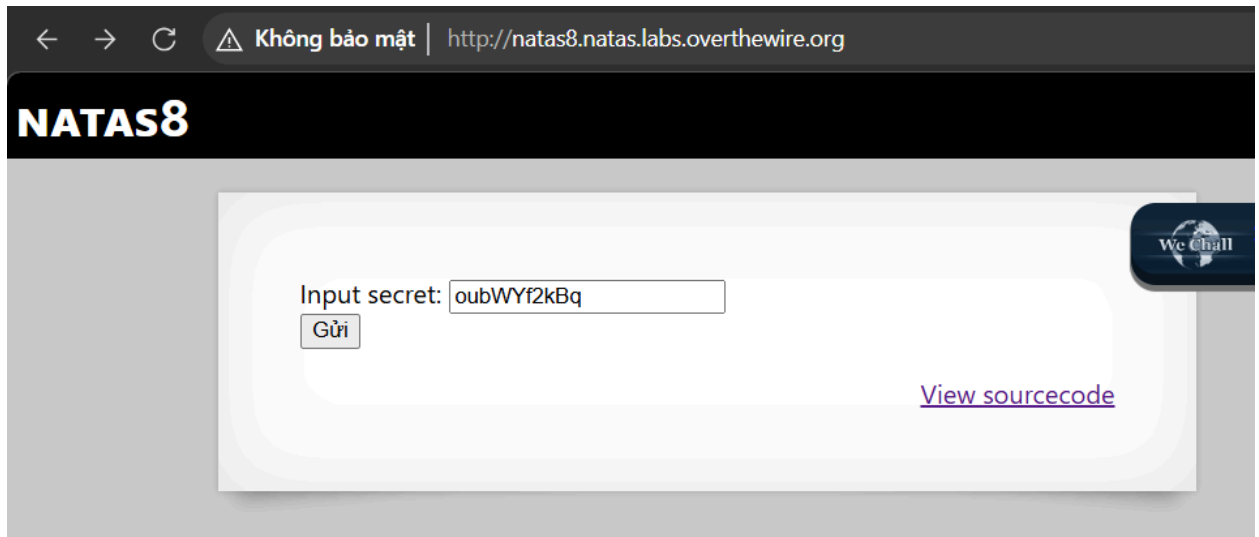 Không bảo mật | http://natas8.natas.labs.overthewire.org
NATAS8
We Chall
Input secret: oubWYf2kBq
Gửi
View sourcecode